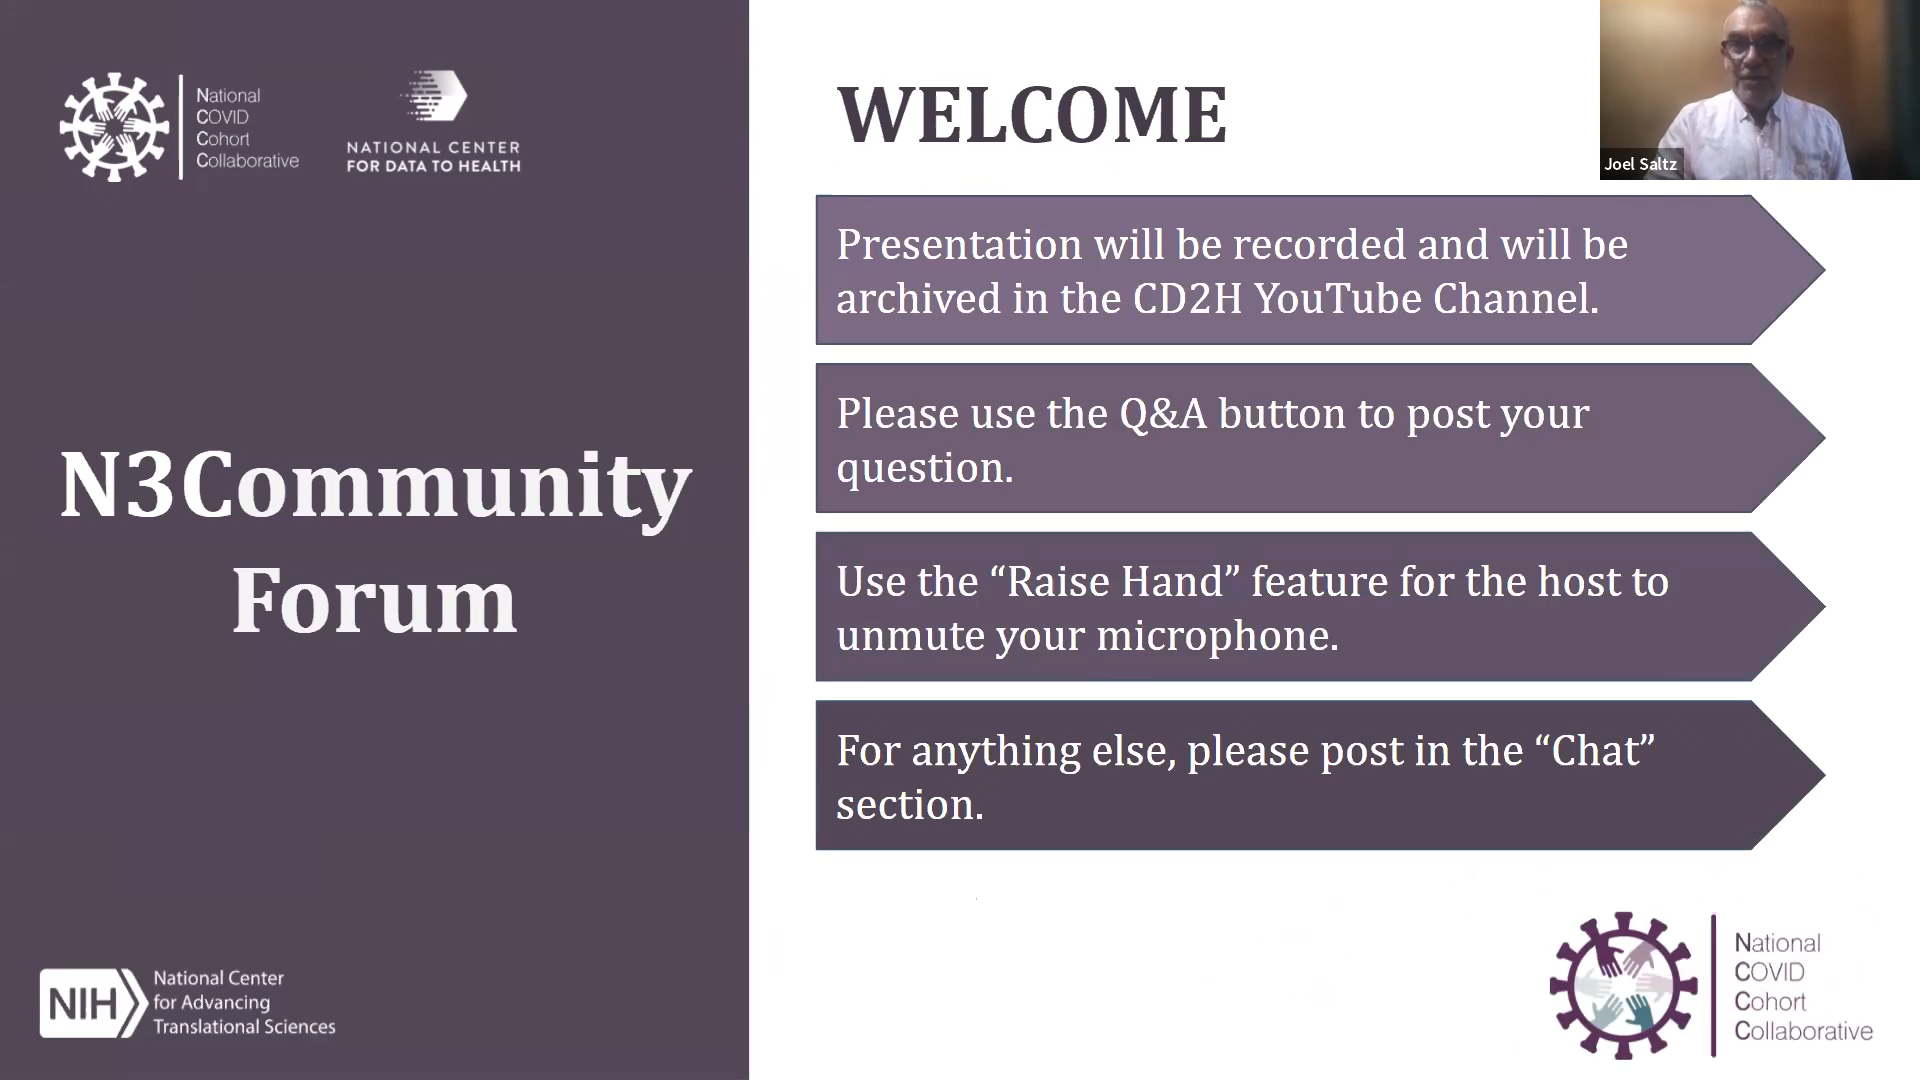 National
COVID
Cohort
Collaborative
NATIONAL CENTER
FOR DATA TO HEALTH
N3Community
Forum
NIH
National Center
for Advancing
Translational Sciences
WELCOME
Joel Saltz
Presentation will be recorded and will be
archived in the CD2H YouTube Channel.
Please use the Q&A button to post your
question.
Use the “Raise Hand” feature for the host to
unmute your microphone.
For anything else, please post in the “Chat”
section.
National
COVID
Cohort
Collaborative